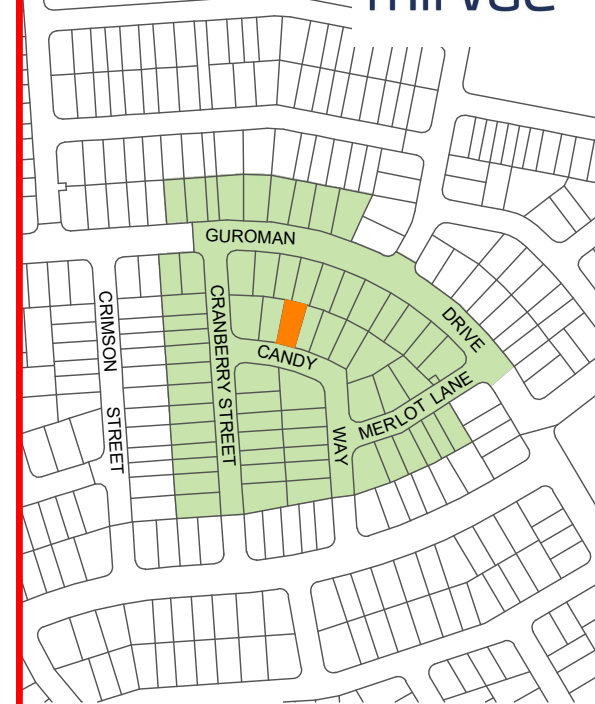 GUROMAN
DRIVE
CRIMSON
STREET
CRANBERRY STREET
CANDY
WAY
MERLOT LANE